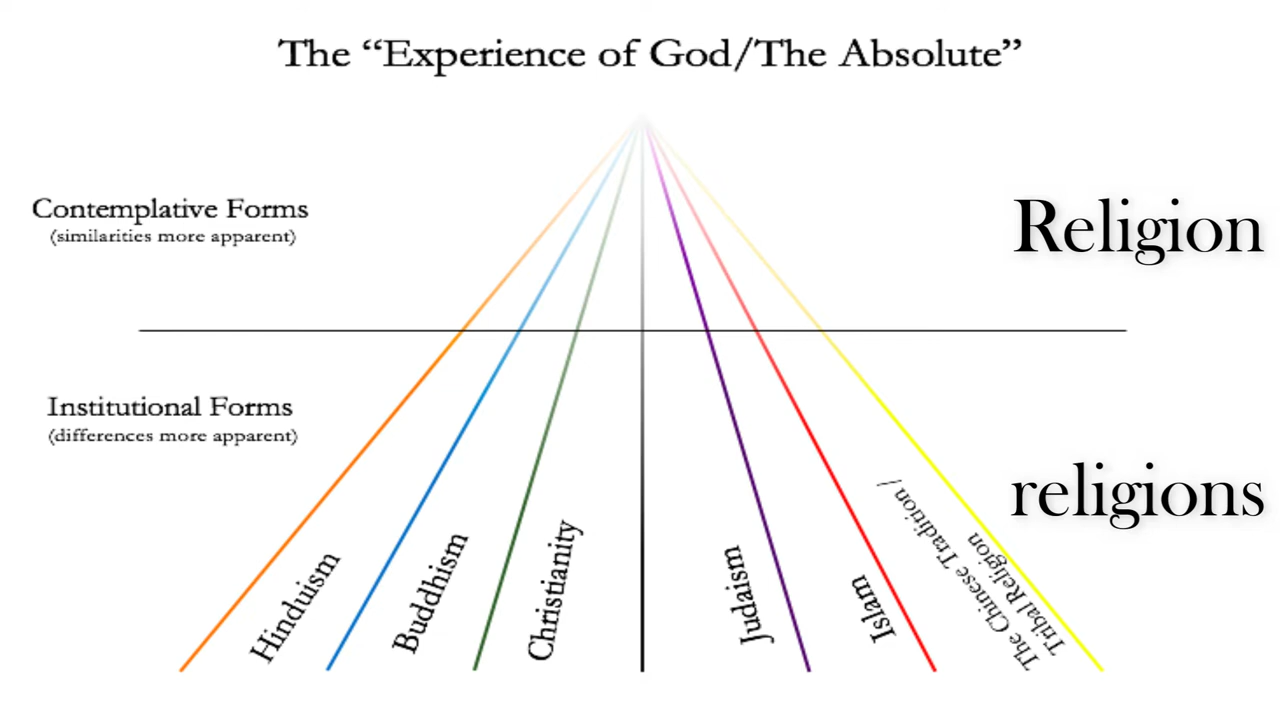 The “Experience of God/The Absolute”
Contemplative Forms
(similarities more apparent)
Religion
Institutional Forms
(differences more apparent)
religions
Hinduism
Buddhism
Christianity
Judaism
Islam
The Chinese Tradition /
Tribal Religion